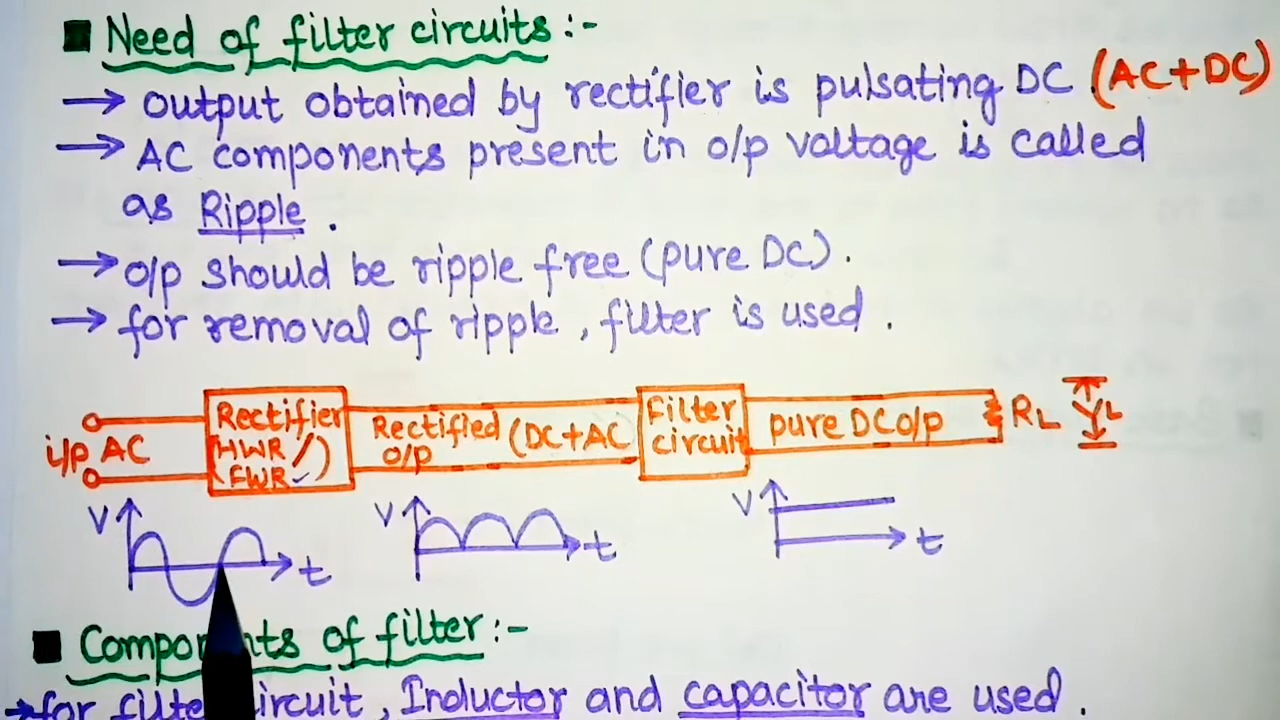 Need of filter circuits :-
→ output obtained by rectifier is pulsating DC (AC+DC)
→ AC components present in o/p voltage is called
as Ripple.
→ o/p should be ripple free (pure DC).
→ for removal of ripple, filter is used.
i/p AC
Rectifier
(HWR/
FWR)
Rectified (DC+AC
o/p
Filter
circuit
pure DC o/p
RL
VL
V
t
V
t
V
t
of filter :-
→ for , Inductor and capacitor are used.